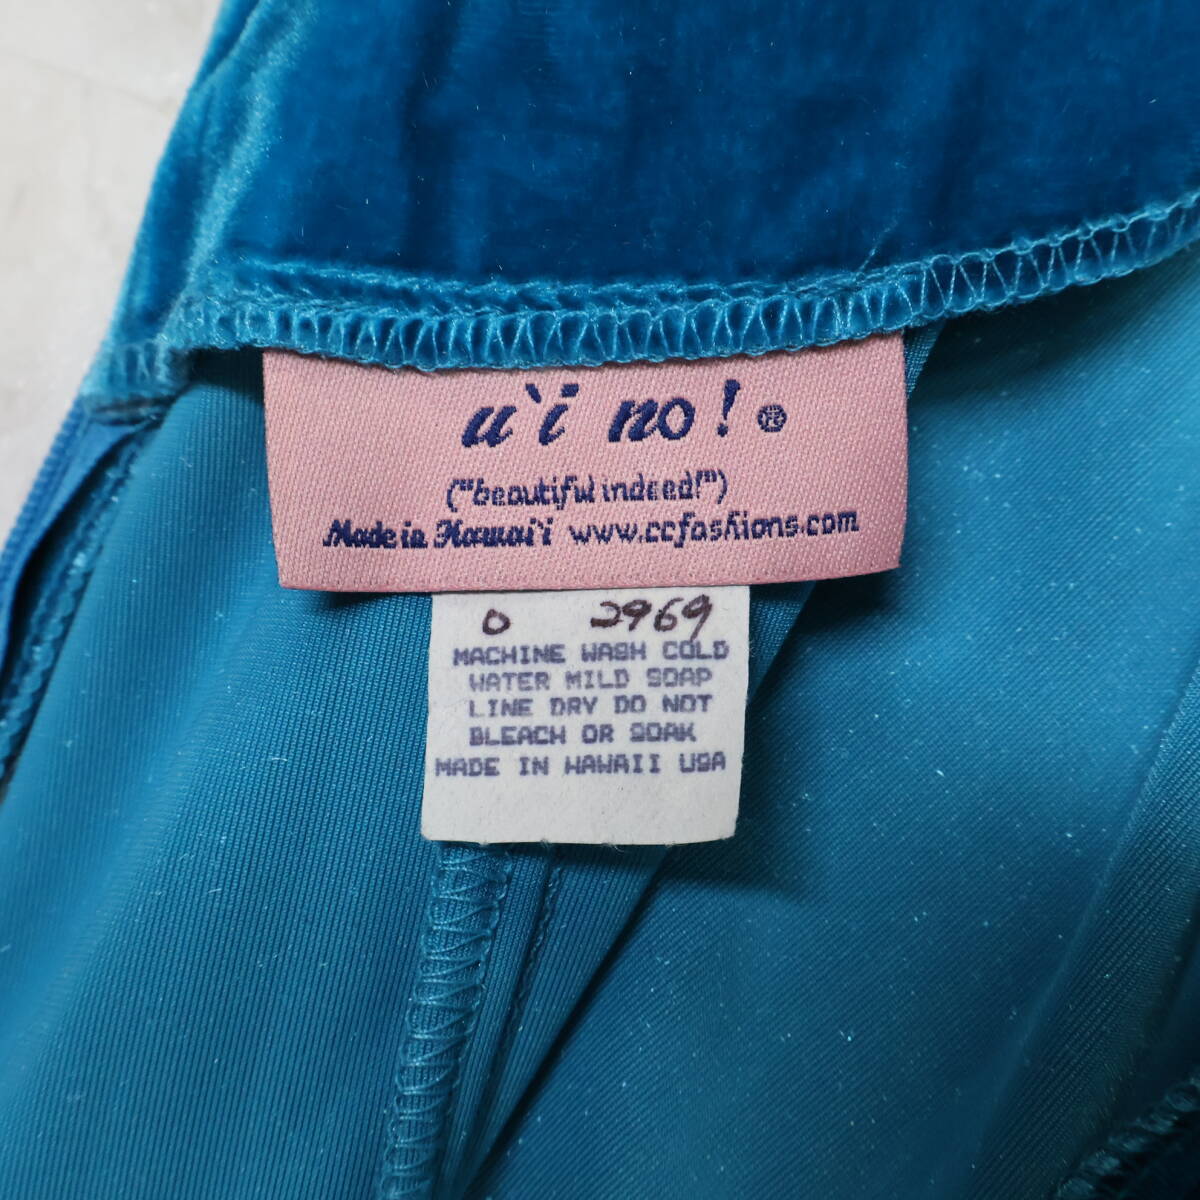 u`i no! ®
("beautiful indeed!")
Made in Hawai`i www.ccfashions.com
0 2969
MACHINE WASH COLD
WATER MILD SOAP
LINE DRY DO NOT
BLEACH OR SOAK
MADE IN HAWAII USA